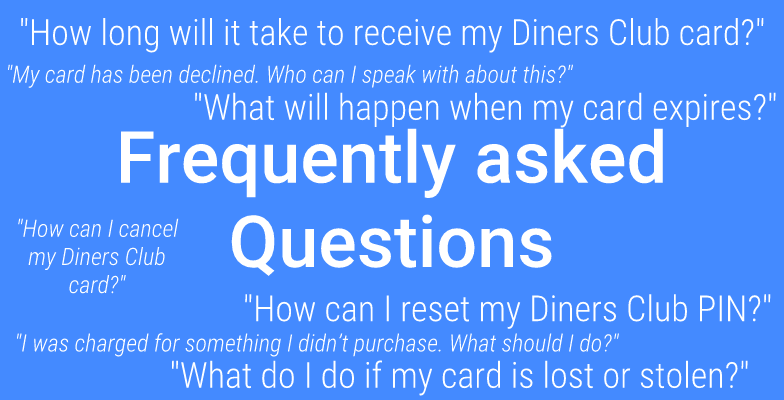 "How long will it take to receive my Diners Club card?"
"My card has been declined. Who can I speak with about this?"
"What will happen when my card expires?"
Frequently asked
Questions
"How can I cancel
my Diners Club
card?"
"How can I reset my Diners Club PIN?"
"I was charged for something I didn’t purchase. What should I do?"
"What do I do if my card is lost or stolen?"